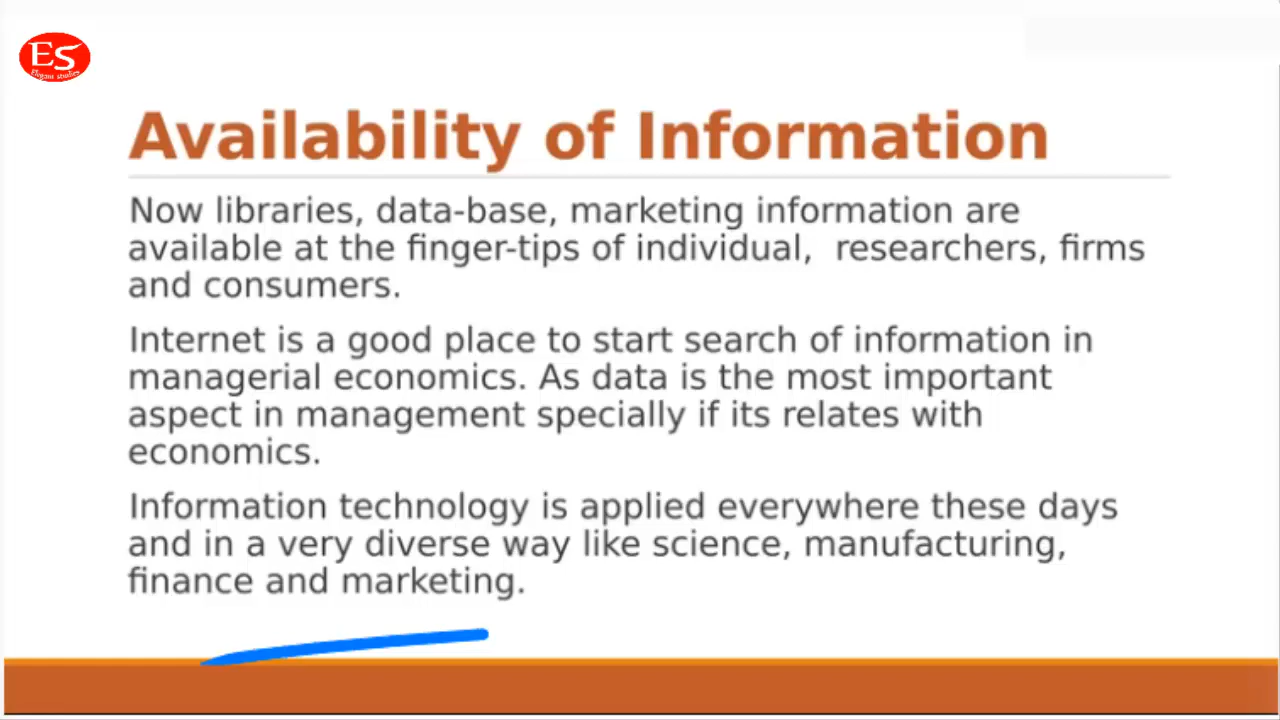 ES
Elegant studies
Availability of Information
Now libraries, data-base, marketing information are
available at the finger-tips of individual,  researchers, firms
and consumers.
Internet is a good place to start search of information in
managerial economics. As data is the most important
aspect in management specially if its relates with
economics.
Information technology is applied everywhere these days
and in a very diverse way like science, manufacturing,
finance and marketing.